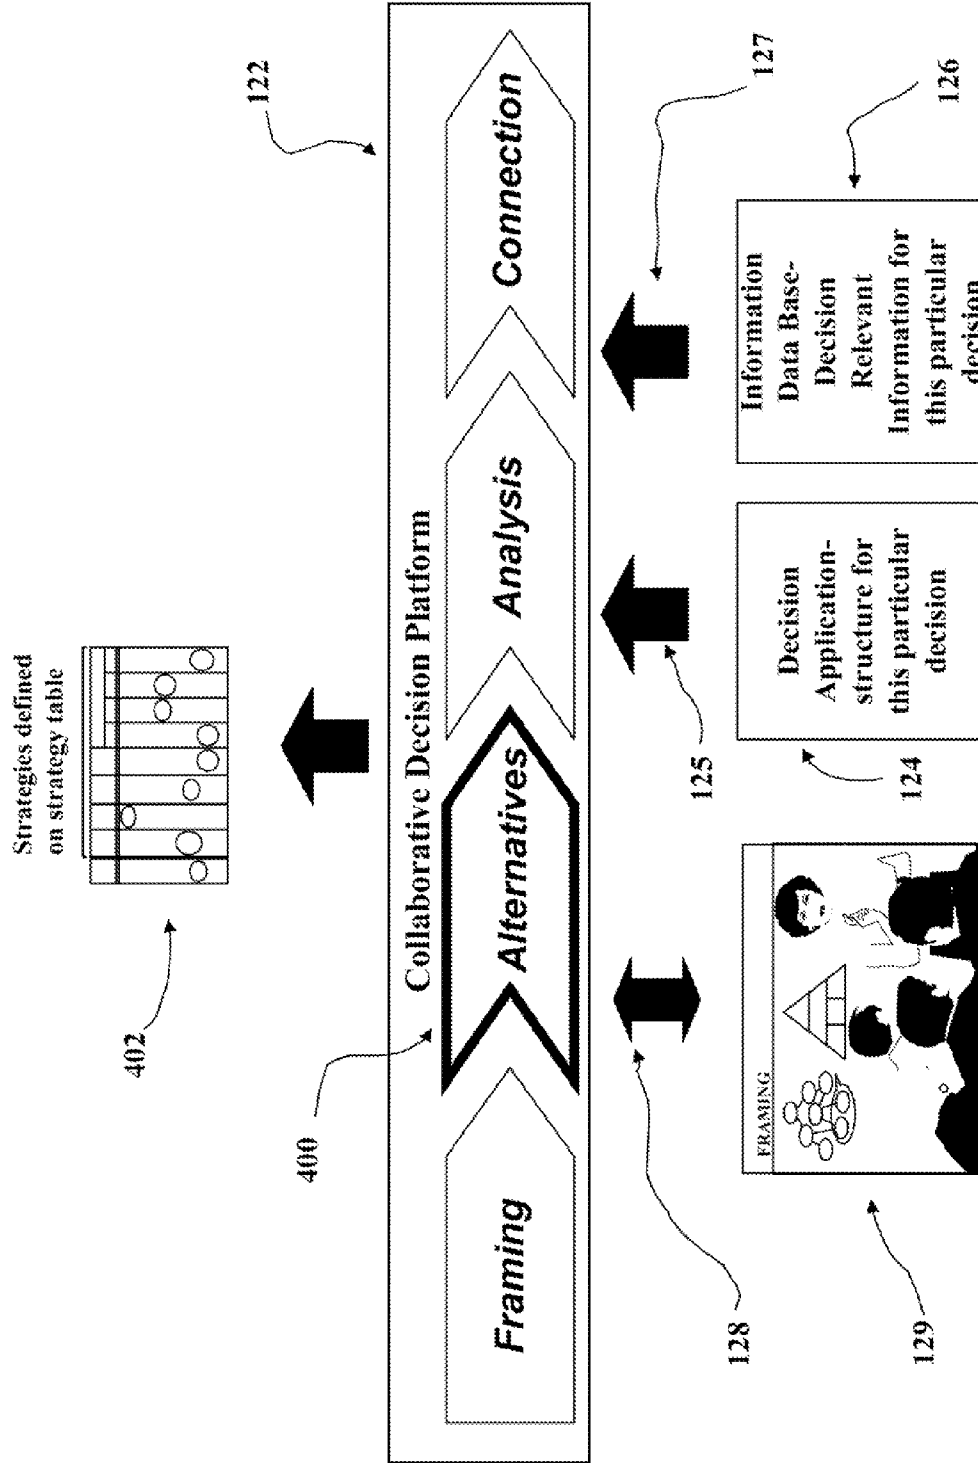 Strategies defined
on strategy table
402
122
Collaborative Decision Platform
400
Framing
Alternatives
Analysis
Connection
128
125
127
FRAMING
129
Decision
Application-
structure for
this particular
decision
124
Information
Data Base-
Decision
Relevant
Information for
this particular
decision
126